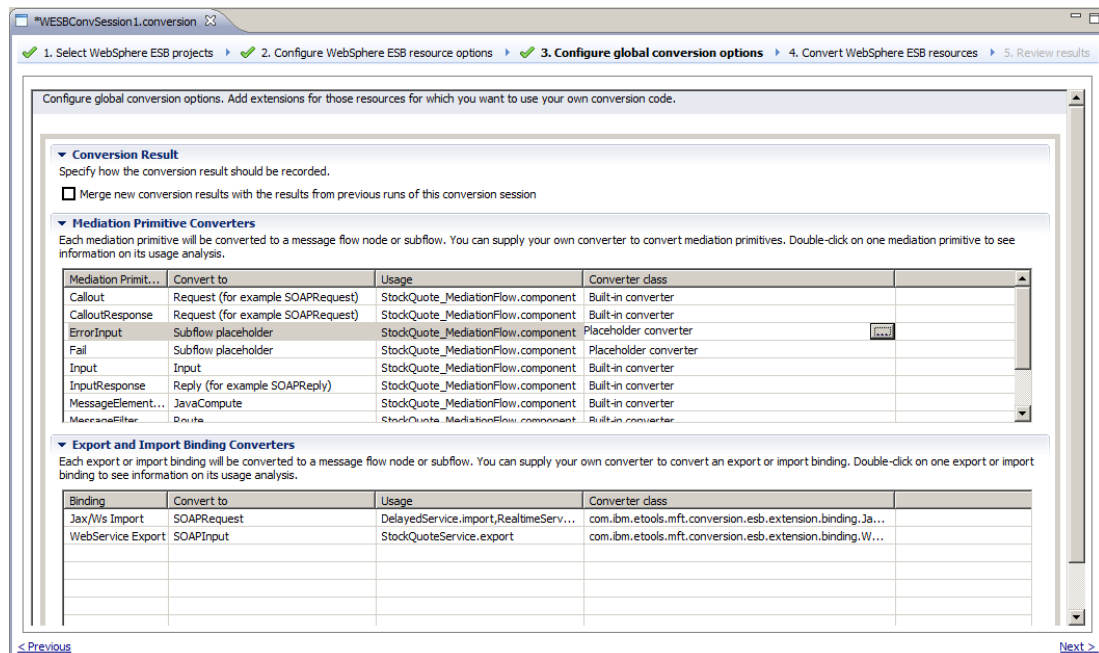 *WESBConvSession1.conversion
1. Select WebSphere ESB projects 2. Configure WebSphere ESB resource options 3. Configure global conversion options 4. Convert WebSphere ESB resources 5. Review results
Configure global conversion options. Add extensions for those resources for which you want to use your own conversion code.
Conversion Result
Specify how the conversion result should be recorded.
Merge new conversion results with the results from previous runs of this conversion session
Mediation Primitive Converters
Each mediation primitive will be converted to a message flow node or subflow. You can supply your own converter to convert mediation primitives. Double-click on one mediation primitive to see
information on its usage analysis.
Mediation Primit... Convert to Usage Converter class
Callout Request (for example SOAPRequest) StockQuote_MediationFlow.component Built-in converter
CalloutResponse Request (for example SOAPRequest) StockQuote_MediationFlow.component Built-in converter
ErrorInput Subflow placeholder StockQuote_MediationFlow.component Placeholder converter ...
Fail Subflow placeholder StockQuote_MediationFlow.component Placeholder converter
Input Input StockQuote_MediationFlow.component Built-in converter
InputResponse Reply (for example SOAPReply) StockQuote_MediationFlow.component Built-in converter
MessageElement... JavaCompute StockQuote_MediationFlow.component Built-in converter
MessageFilter Route StockQuote_MediationFlow.component Built-in converter
Export and Import Binding Converters
Each export or import binding will be converted to a message flow node or subflow. You can supply your own converter to convert an export or import binding. Double-click on one export or import
binding to see information on its usage analysis.
Binding Convert to Usage Converter class
Jax/Ws Import SOAPRequest DelayedService.import,RealtimeServ... com.ibm.etools.mft.conversion.esb.extension.binding.Ja...
WebService Export SOAPInput StockQuoteService.export com.ibm.etools.mft.conversion.esb.extension.binding.W...
< Previous Next >